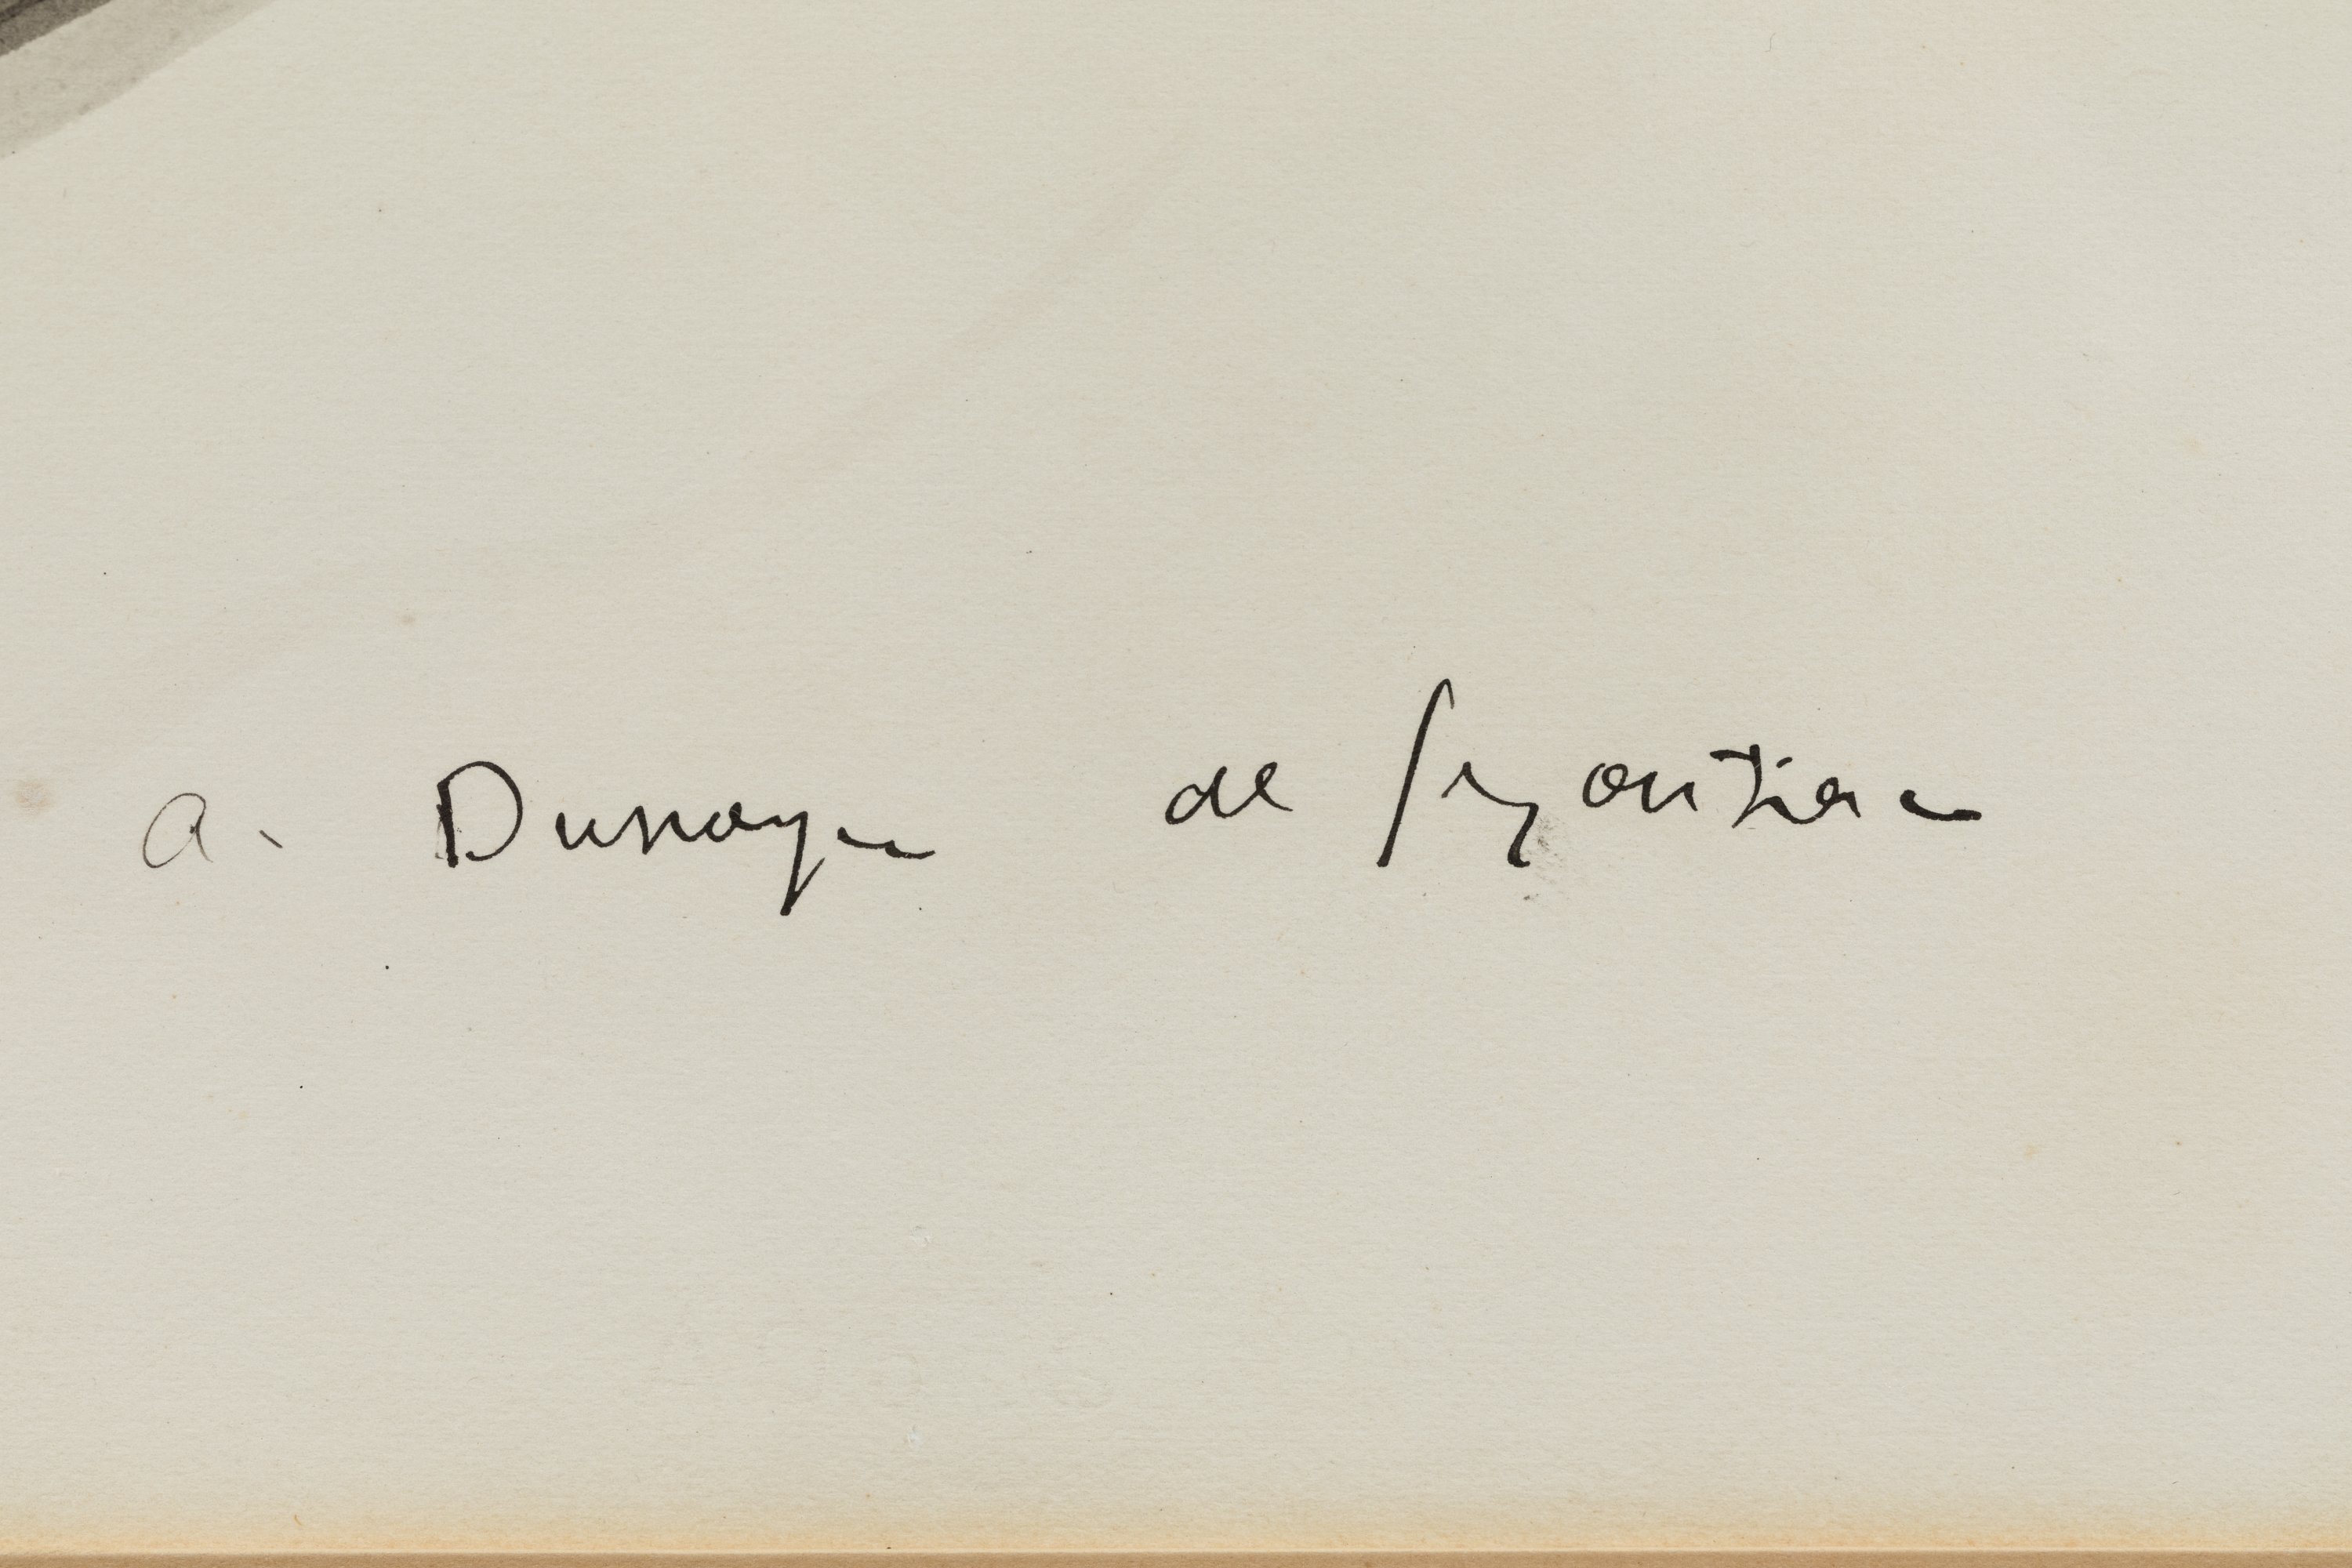 a. Dunoyer de Segonzac